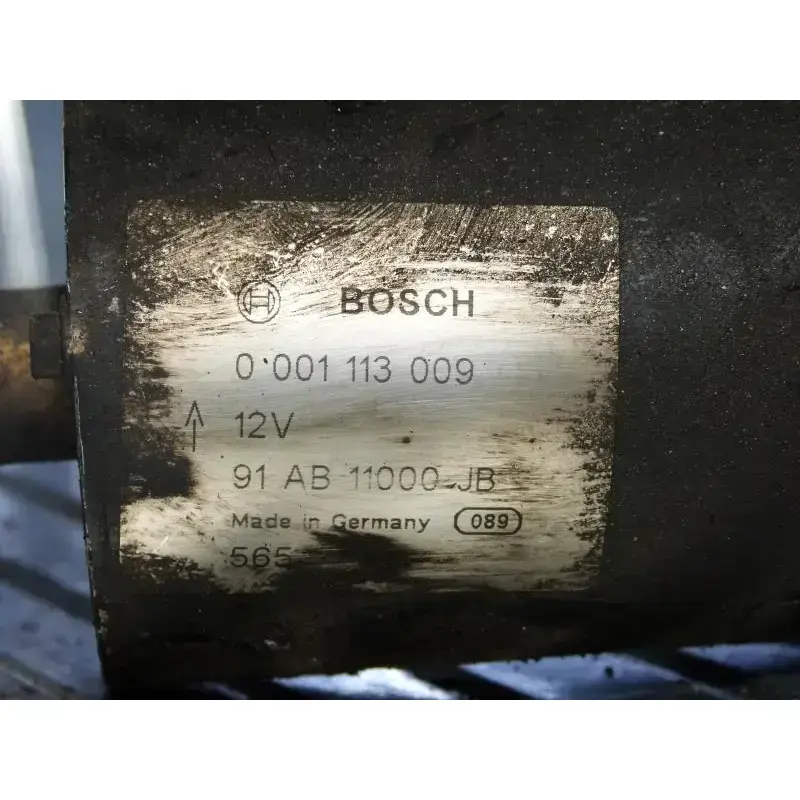 BOSCH
0 001 113 009
12V
91 AB 11000-JB
Made in Germany 089
565